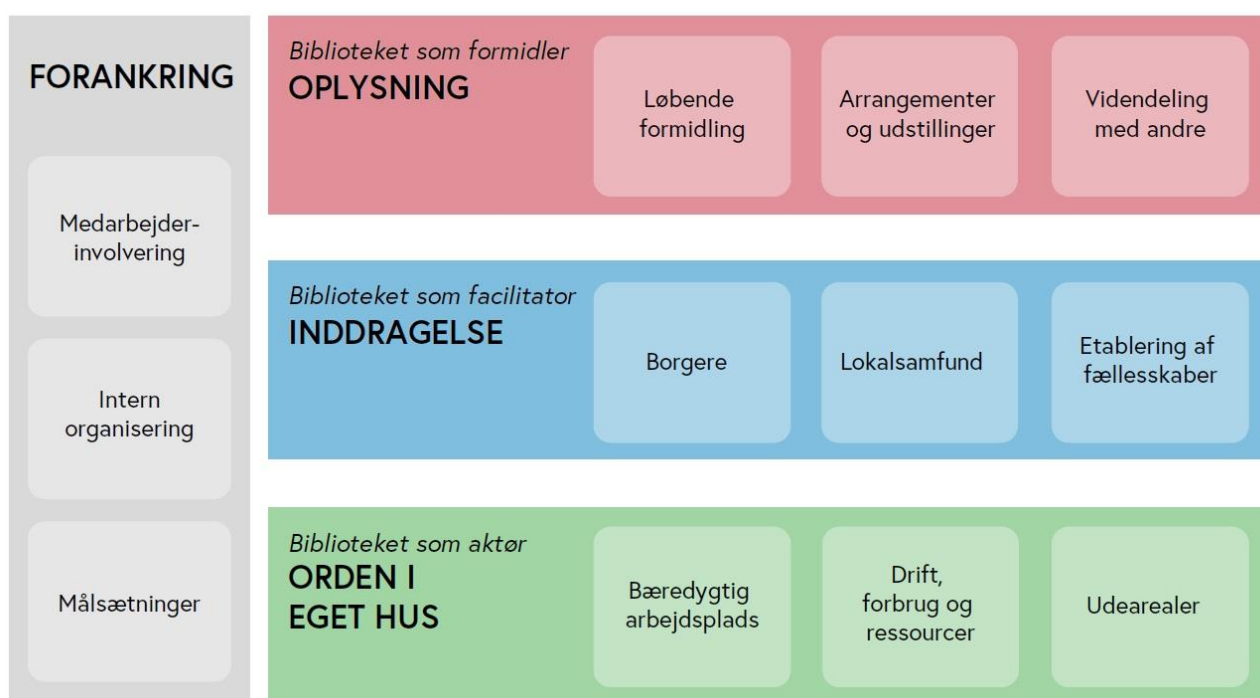 FORANKRING
Medarbejder-
involvering
Intern
organisering
Målsætninger
Biblioteket som formidler
OPLYSNING
Løbende
formidling
Arrangementer
og udstillinger
Videndeling
med andre
Biblioteket som facilitator
INDDRAGELSE
Borgere
Lokalsamfund
Etablering af
fællesskaber
Biblioteket som aktør
ORDEN I
EGET HUS
Bæredygtig
arbejdsplads
Drift,
forbrug og
ressourcer
Udearealer